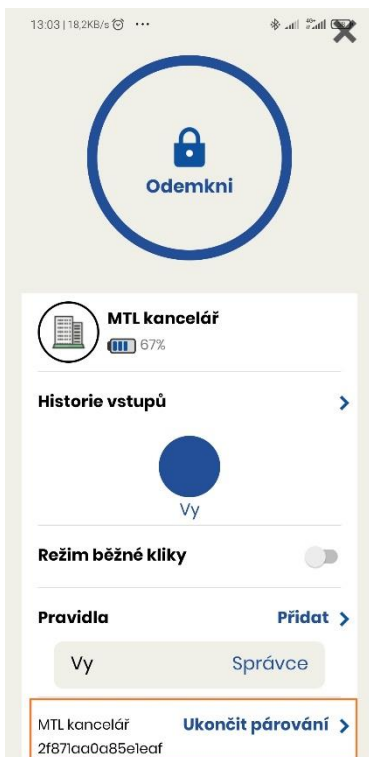 13:03 | 18,2KB/s
Odemkni
MTL kancelář
67%
Historie vstupů
Vy
Režim běžné kliky
Pravidla Přidat
Vy Správce
MTL kancelář Ukončit párování
2f871aa0a85e1eaf